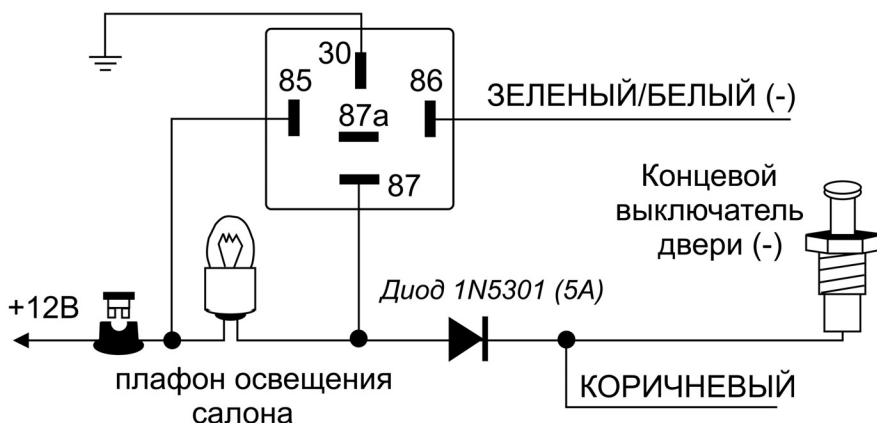 30
85
86
87a
87
ЗЕЛЕНЫЙ/БЕЛЫЙ (-)
Концевой
выключатель
двери (-)
Диод 1N5301 (5А)
+12В
плафон освещения
салона
КОРИЧНЕВЫЙ